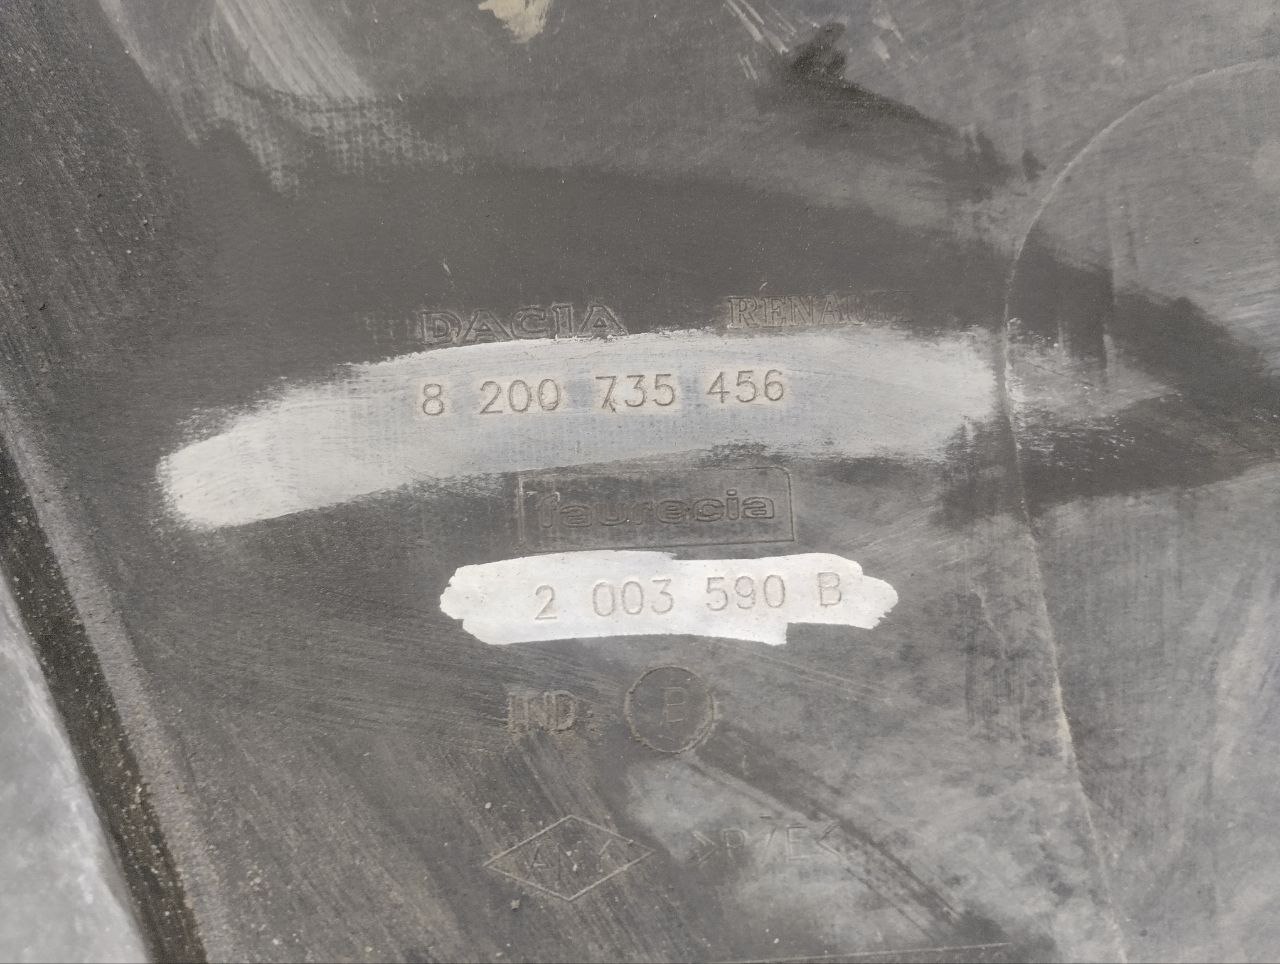 DACIA RENAULT
8 200 735 456
faurecia
2 003 590 B
IND B
>P/E<